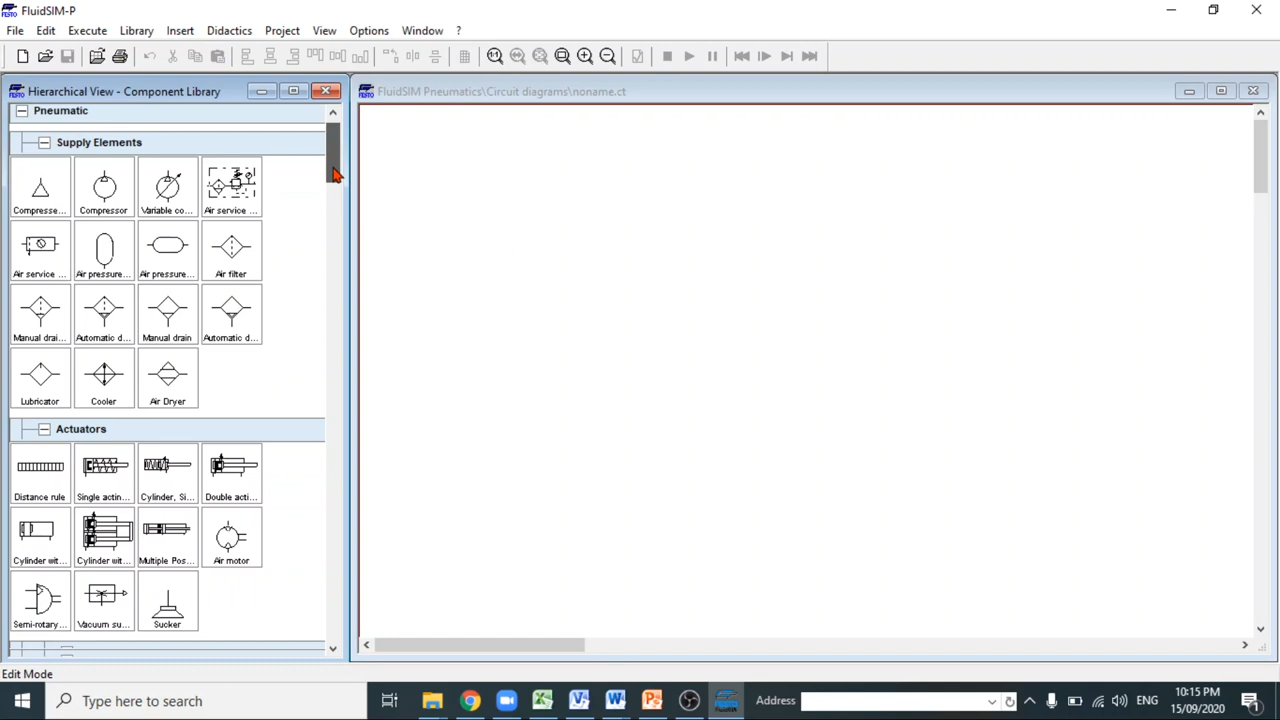 FluidSIM-P
File Edit Execute Library Insert Didactics Project View Options Window ?
Hierarchical View - Component Library
FluidSIM Pneumatics\Circuit diagrams\noname.ct
Pneumatic
Supply Elements
Compresse... Compressor Variable co... Air service ...
Air service ... Air pressure... Air pressure... Air filter
Manual drai... Automatic d... Manual drain Automatic d...
Lubricator Cooler Air Dryer
Actuators
Distance rule Single actin... Cylinder, Si... Double acti...
Cylinder wit... Cylinder wit... Multiple Pos... Air motor
Semi-rotary... Vacuum su... Sucker
Edit Mode
Type here to search
Address
ENG
10:15 PM
15/09/2020
1